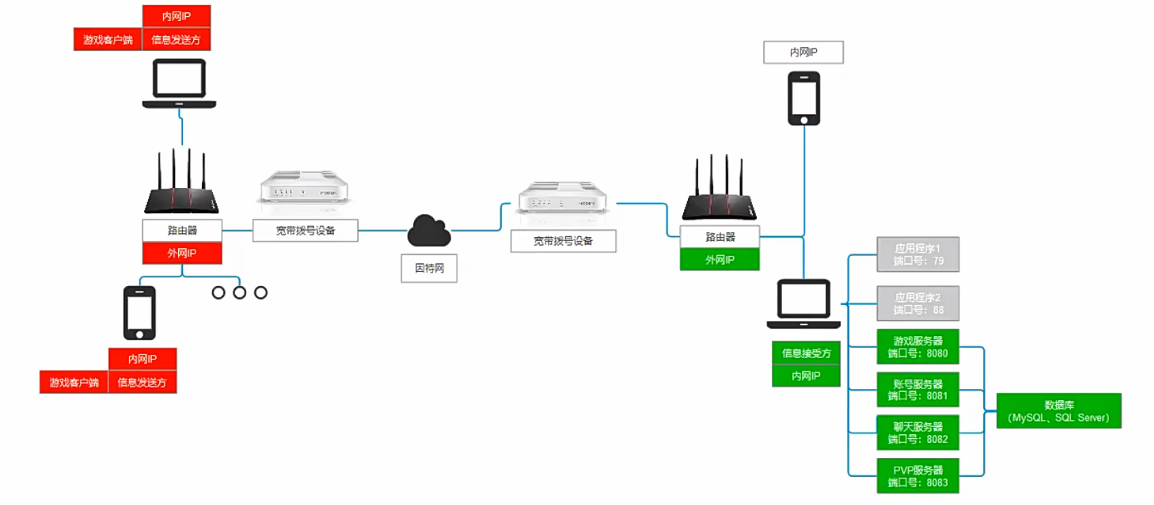 内网IP
游戏客户端 信息发送方
内网IP
路由器
外网IP
宽带拨号设备
因特网
宽带拨号设备
路由器
外网IP
内网IP
游戏客户端 信息发送方
信息接受方
内网IP
应用程序1
端口号：79
应用程序2
端口号：88
游戏服务器
端口号：8080
账号服务器
端口号：8081
聊天服务器
端口号：8082
PVP服务器
端口号：8083
数据库
（MySQL、SQL Server）